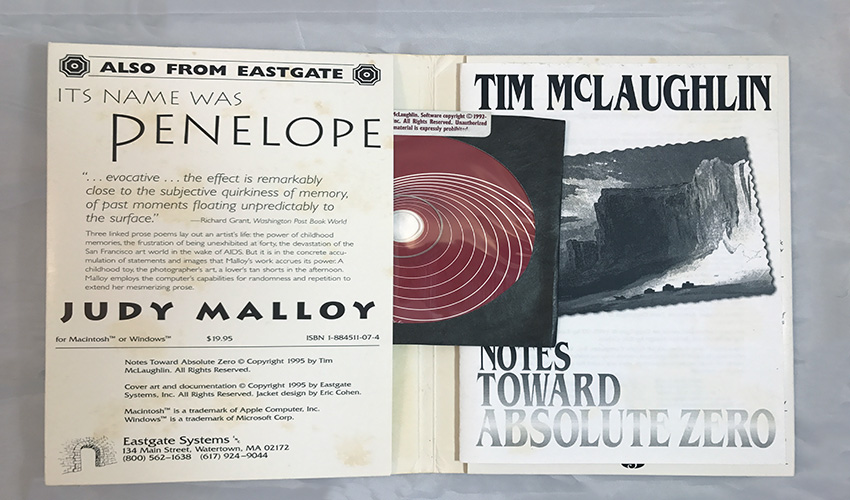 ALSO FROM EASTGATE
ITS NAME WAS
PENELOPE
“. . . evocative . . . the effect is remarkably
close to the subjective quirkiness of memory,
of past moments floating unpredictably to
the surface.” —Richard Grant, Washington Post Book World
Three linked prose poems lay out an artist's life: the power of childhood
memories, the frustration of being unexhibited at forty, the devastation of the
San Francisco art world in the wake of AIDS. But it is in the concrete accu-
mulation of statements and images that Malloy's work accrues its power. A
childhood toy, the photographer's art, a lover's tan shorts in the afternoon.
Malloy employs the computer's capabilities for randomness and repetition to
extend her mesmerizing prose.
JUDY MALLOY
for Macintosh™ or Windows™ $19.95 ISBN 1-884511-07-4
Notes Toward Absolute Zero © Copyright 1995 by Tim
McLaughlin. All Rights Reserved.
Cover art and documentation © Copyright 1995 by Eastgate
Systems, Inc. All Rights Reserved. Jacket design by Eric Cohen.
Macintosh™ is a trademark of Apple Computer, Inc.
Windows™ is a trademark of Microsoft Corp.
Eastgate Systems
134 Main Street, Watertown, MA 02172
(800) 562-1638 (617) 924-9044
McLaughlin. Software copyright © 1992-
Inc. All Rights Reserved. Unauthorized
material is expressly prohibited.
TIM McLAUGHLIN
NOTES
TOWARD
ABSOLUTE ZERO